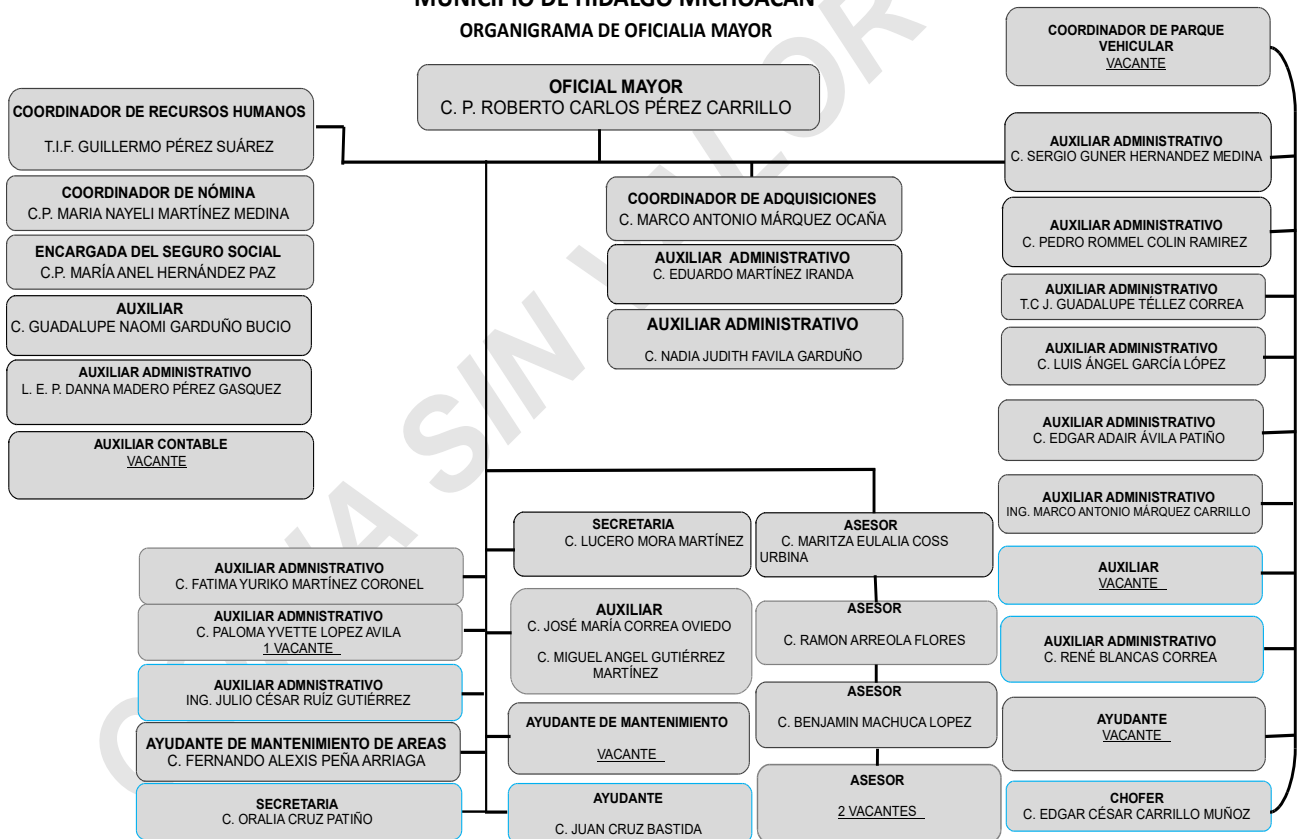 MUNICIPIO DE HIDALGO MICHOACAN
ORGANIGRAMA DE OFICIALIA MAYOR
OFICIAL MAYOR
C. P. ROBERTO CARLOS PÉREZ CARRILLO
COORDINADOR DE RECURSOS HUMANOS
T.I.F. GUILLERMO PÉREZ SUÁREZ
COORDINADOR DE NÓMINA
C.P. MARIA NAYELI MARTÍNEZ MEDINA
ENCARGADA DEL SEGURO SOCIAL
C.P. MARÍA ANEL HERNÁNDEZ PAZ
AUXILIAR
C. GUADALUPE NAOMI GARDUÑO BUCIO
AUXILIAR ADMINISTRATIVO
L. E. P. DANNA MADERO PÉREZ GASQUEZ
AUXILIAR CONTABLE
VACANTE
COORDINADOR DE ADQUISICIONES
C. MARCO ANTONIO MÁRQUEZ OCAÑA
AUXILIAR ADMINISTRATIVO
C. EDUARDO MARTÍNEZ IRANDA
AUXILIAR ADMINISTRATIVO
C. NADIA JUDITH FAVILA GARDUÑO
COORDINADOR DE PARQUE
VEHICULAR
VACANTE
AUXILIAR ADMINISTRATIVO
C. SERGIO GUNER HERNANDEZ MEDINA
AUXILIAR ADMINISTRATIVO
C. PEDRO ROMMEL COLIN RAMIREZ
AUXILIAR ADMINISTRATIVO
T.C J. GUADALUPE TÉLLEZ CORREA
AUXILIAR ADMINISTRATIVO
C. LUIS ÁNGEL GARCÍA LÓPEZ
AUXILIAR ADMINISTRATIVO
C. EDGAR ADAIR ÁVILA PATIÑO
AUXILIAR ADMINISTRATIVO
ING. MARCO ANTONIO MÁRQUEZ CARRILLO
AUXILIAR
VACANTE
AUXILIAR ADMINISTRATIVO
C. RENÉ BLANCAS CORREA
AYUDANTE
VACANTE
CHOFER
C. EDGAR CÉSAR CARRILLO MUÑOZ
AUXILIAR ADMNISTRATIVO
C. FATIMA YURIKO MARTÍNEZ CORONEL
AUXILIAR ADMNISTRATIVO
C. PALOMA YVETTE LOPEZ AVILA
1 VACANTE
AUXILIAR ADMNISTRATIVO
ING. JULIO CÉSAR RUÍZ GUTIÉRREZ
AYUDANTE DE MANTENIMIENTO DE AREAS
C. FERNANDO ALEXIS PEÑA ARRIAGA
SECRETARIA
C. ORALIA CRUZ PATIÑO
SECRETARIA
C. LUCERO MORA MARTÍNEZ
AUXILIAR
C. JOSÉ MARÍA CORREA OVIEDO
C. MIGUEL ANGEL GUTIÉRREZ
MARTÍNEZ
AYUDANTE DE MANTENIMIENTO
VACANTE
AYUDANTE
C. JUAN CRUZ BASTIDA
ASESOR
C. MARITZA EULALIA COSS
URBINA
ASESOR
C. RAMON ARREOLA FLORES
ASESOR
C. BENJAMIN MACHUCA LOPEZ
ASESOR
2 VACANTES
SIN VALOR